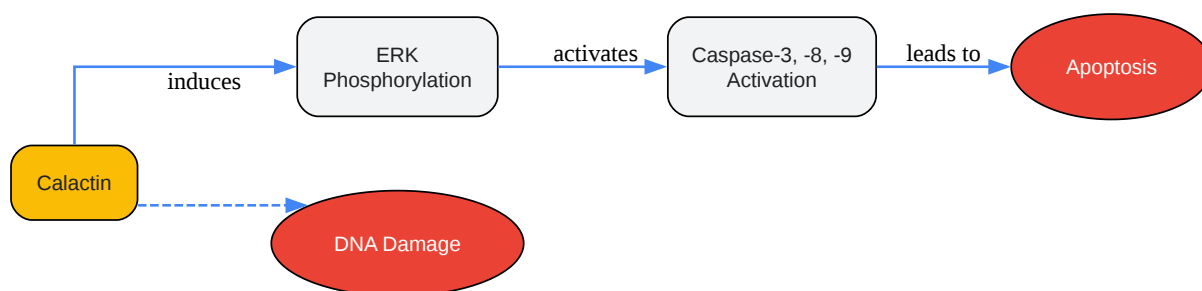 ERK
Phosphorylation
induces
activates
Caspase-3, -8, -9
Activation
leads to
Apoptosis
Calactin
DNA Damage